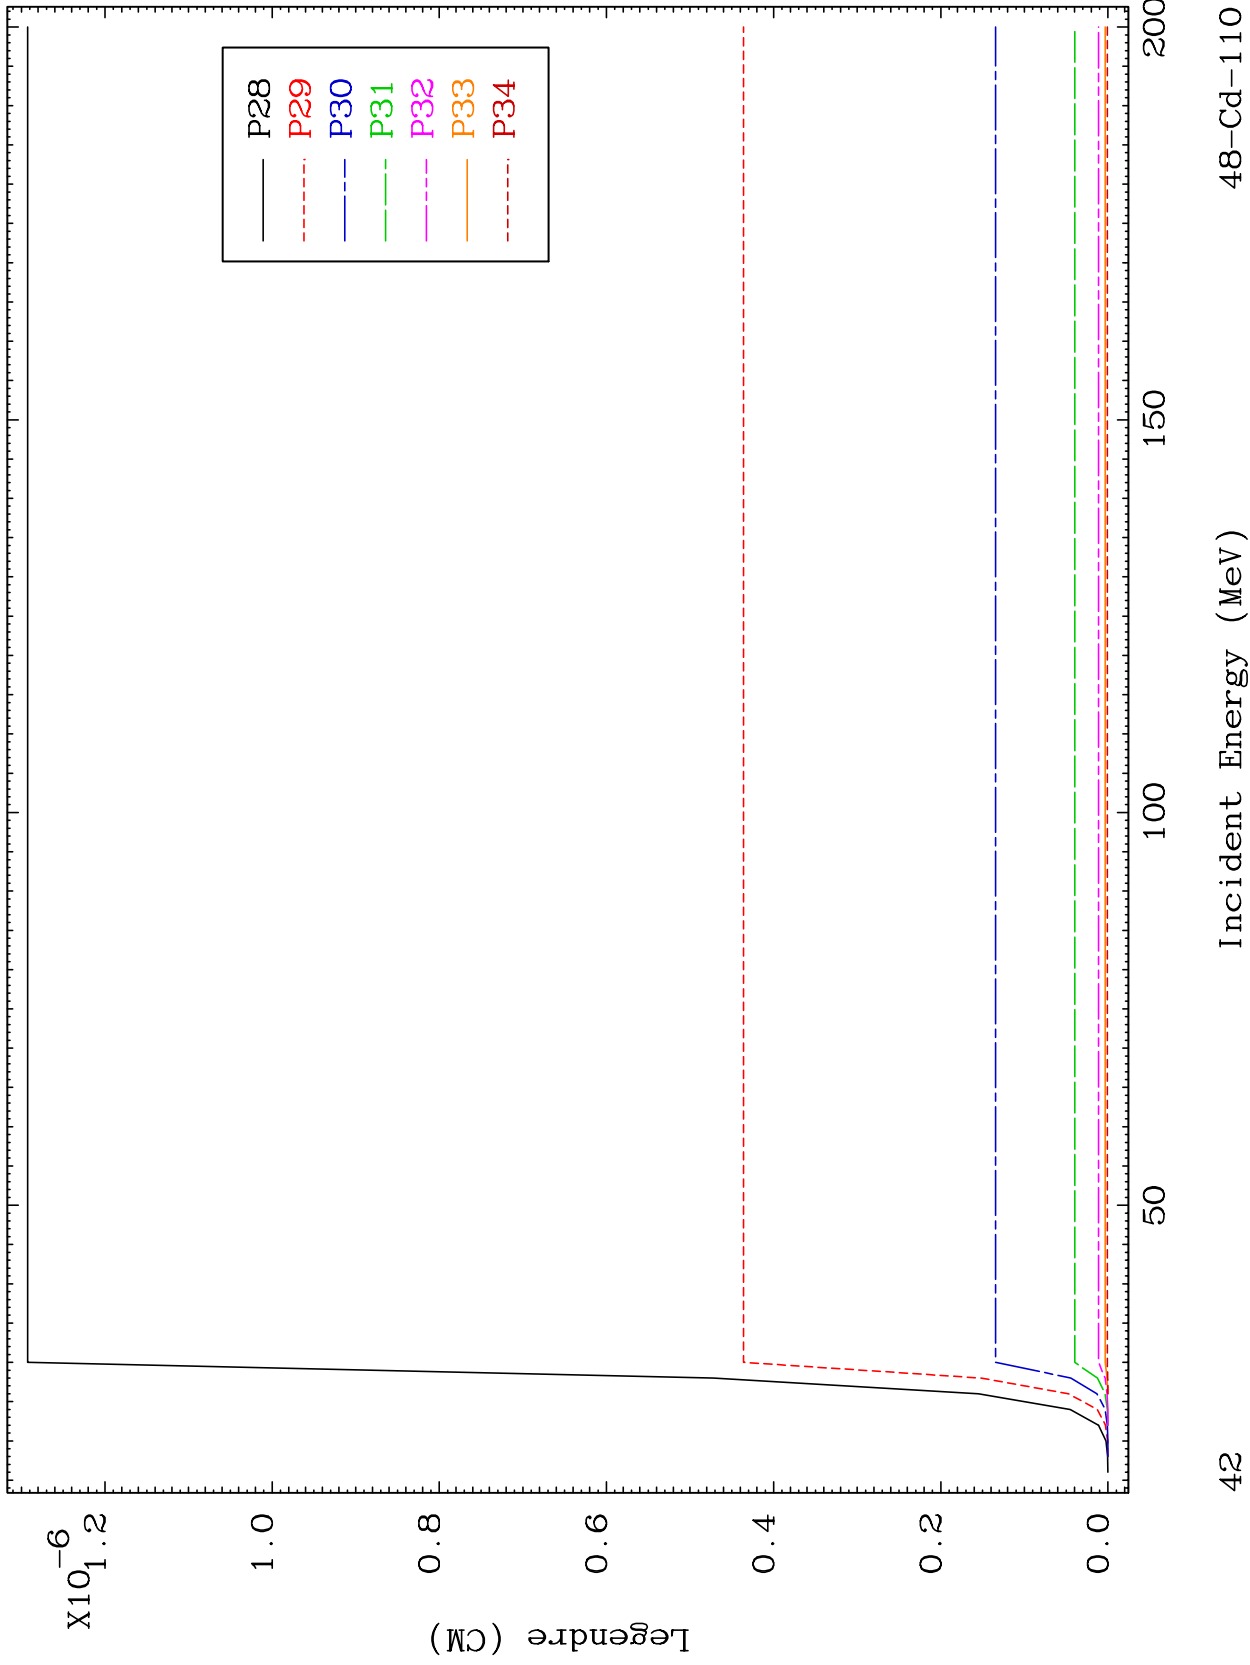 X10-6
1.2
1.0
0.8
0.6
0.4
0.2
0.0
Legendre (CM)
P28
P29
P30
P31
P32
P33
P34
50
100
150
200
Incident Energy (MeV)
42
48-Cd-110